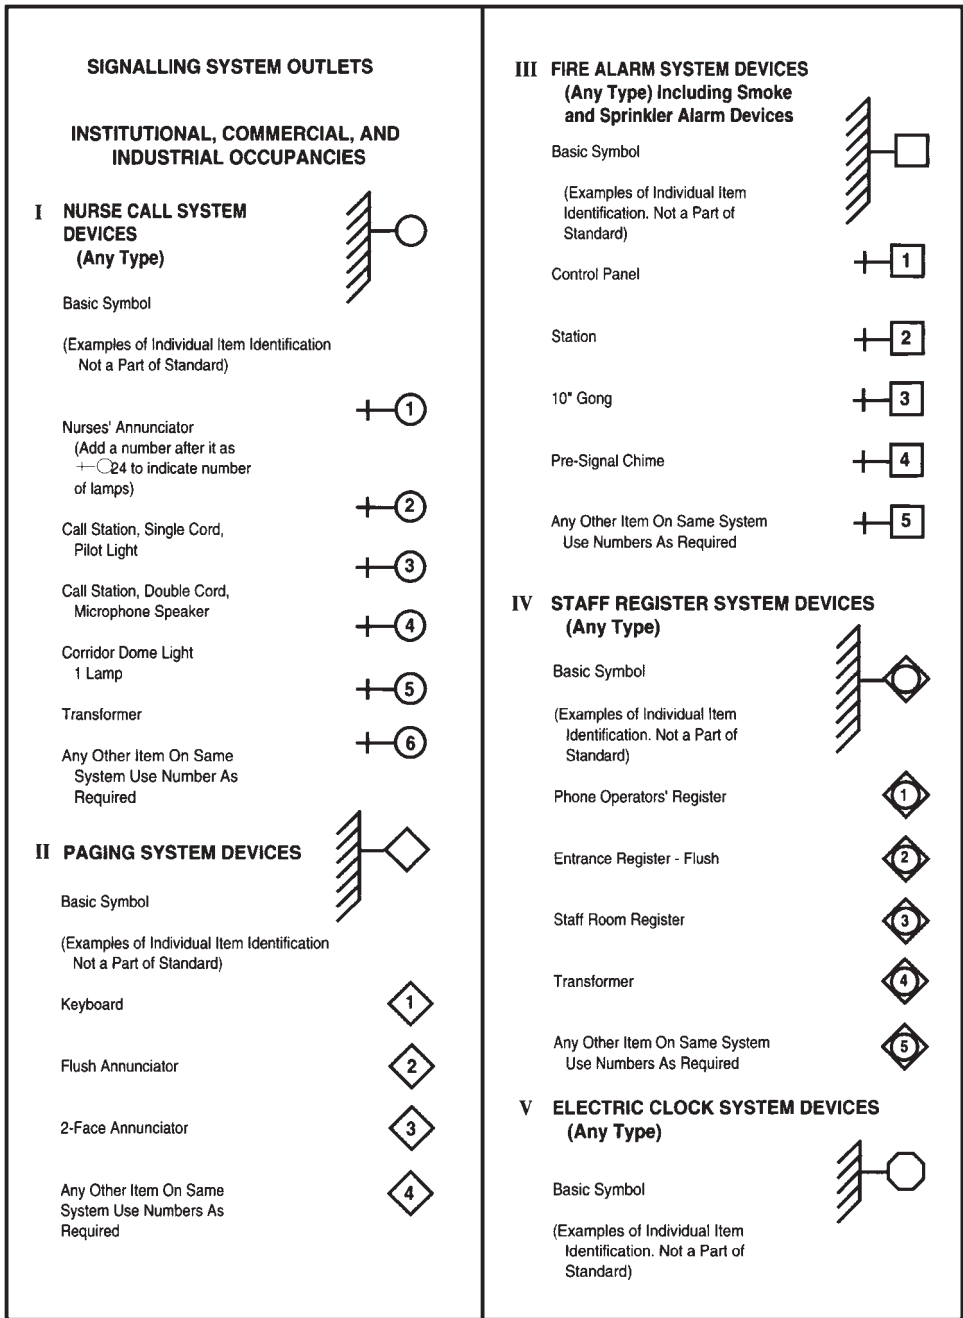 SIGNALLING SYSTEM OUTLETS
INSTITUTIONAL, COMMERCIAL, AND
INDUSTRIAL OCCUPANCIES
I NURSE CALL SYSTEM
DEVICES
(Any Type)
Basic Symbol
(Examples of Individual Item Identification
Not a Part of Standard)
1
Nurses' Annunciator
(Add a number after it as
24 to indicate number
of lamps)
2
Call Station, Single Cord,
Pilot Light
3
Call Station, Double Cord,
Microphone Speaker
4
Corridor Dome Light
1 Lamp
5
Transformer
6
Any Other Item On Same
System Use Number As
Required
II PAGING SYSTEM DEVICES
Basic Symbol
(Examples of Individual Item Identification
Not a Part of Standard)
Keyboard 1
Flush Annunciator 2
2-Face Annunciator 3
Any Other Item On Same 4
System Use Numbers As
Required
III FIRE ALARM SYSTEM DEVICES
(Any Type) Including Smoke
and Sprinkler Alarm Devices
Basic Symbol
(Examples of Individual Item
Identification. Not a Part of
Standard)
Control Panel 1
Station 2
10" Gong 3
Pre-Signal Chime 4
Any Other Item On Same System 5
Use Numbers As Required
IV STAFF REGISTER SYSTEM DEVICES
(Any Type)
Basic Symbol
(Examples of Individual Item
Identification. Not a Part of
Standard)
Phone Operators' Register 1
Entrance Register - Flush 2
Staff Room Register 3
Transformer 4
Any Other Item On Same System 5
Use Numbers As Required
V ELECTRIC CLOCK SYSTEM DEVICES
(Any Type)
Basic Symbol
(Examples of Individual Item
Identification. Not a Part of
Standard)